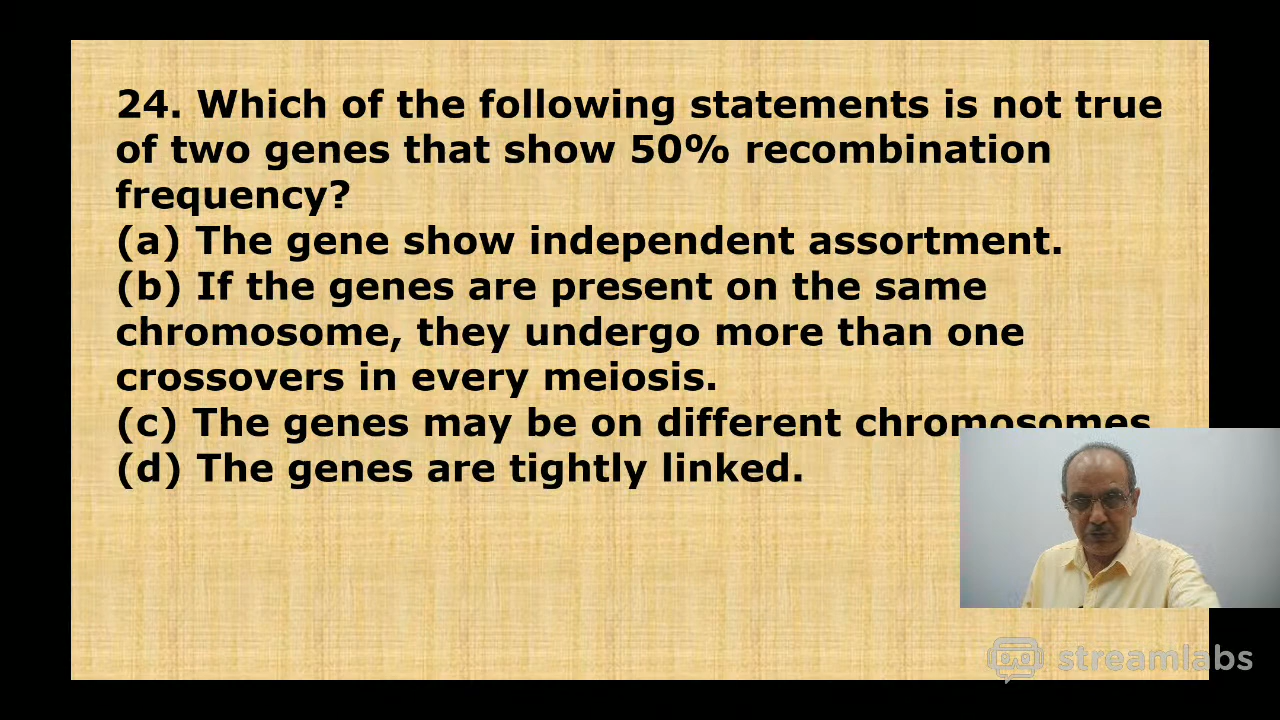 24. Which of the following statements is not true
of two genes that show 50% recombination
frequency?
(a) The gene show independent assortment.
(b) If the genes are present on the same
chromosome, they undergo more than one
crossovers in every meiosis.
(c) The genes may be on different chromosomes
(d) The genes are tightly linked.
streamlabs